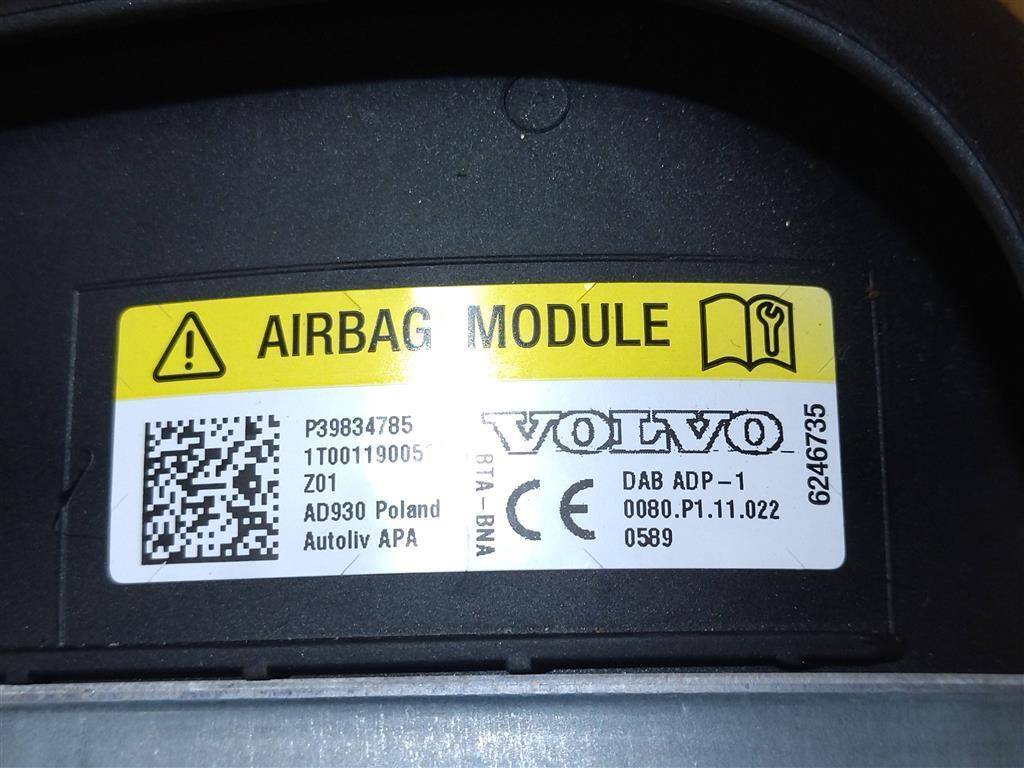 AIRBAG MODULE
P39834785
1T00119005
Z01
AD930 Poland
Autoliv APA
8TA-BNA
VOLVO
CE
DAB ADP-1
0080.P1.11.022
0589
6246735